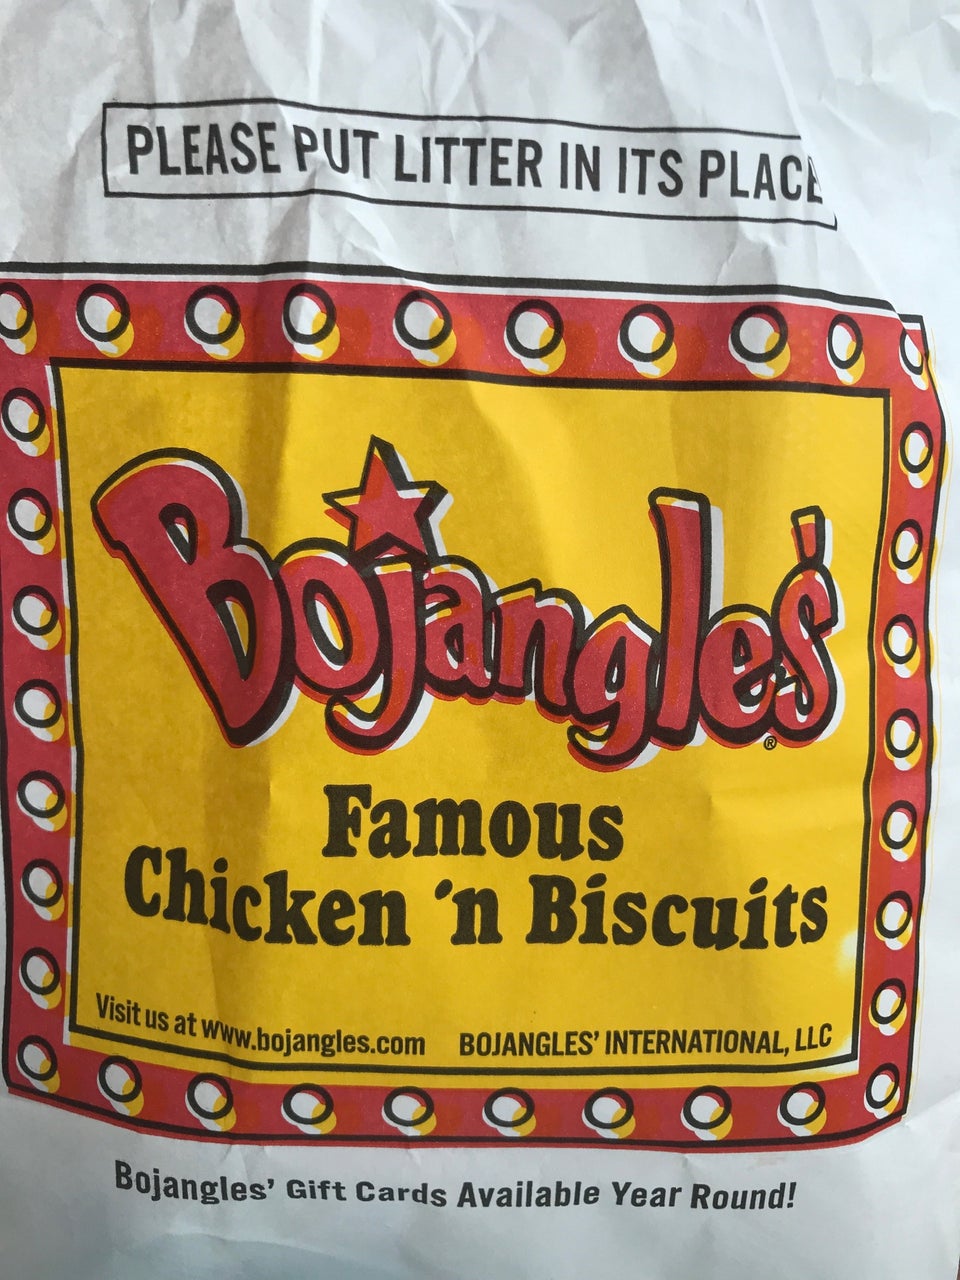 PLEASE PUT LITTER IN ITS PLACE
Bojangles'®
Famous
Chicken 'n Biscuits
Visit us at www.bojangles.com BOJANGLES' INTERNATIONAL, LLC
Bojangles' Gift Cards Available Year Round!